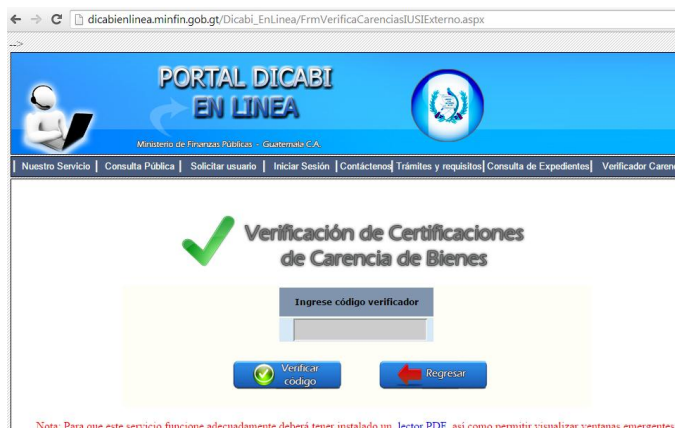 dicabienlinea.minfin.gob.gt/Dicabi_EnLinea/FrmVerificaCarenciasIUSIExterno.aspx
-->
PORTAL DICABI
EN LINEA
Ministerio de Finanzas Públicas - Guatemala C.A.
| Nuestro Servicio | Consulta Pública | Solicitar usuario | Iniciar Sesión | Contáctenos| Trámites y requisitos| Consulta de Expedientes| Verificador Caren
Verificación de Certificaciones
de Carencia de Bienes
Ingrese código verificador
Verificar
código
Regresar
Nota: Para que este servicio funcione adecuadamente deberá tener instalado un lector PDF, así como permitir visualizar ventanas emergentes